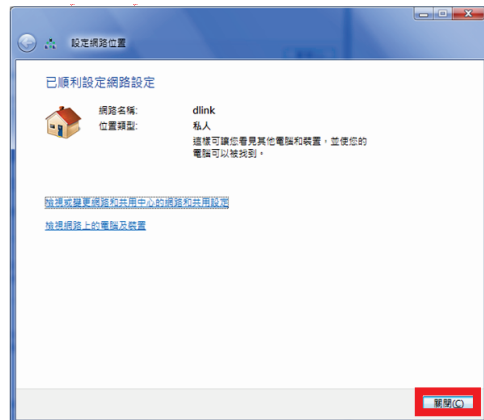 設定網路位置
已順利設定網路設定
網路名稱: dlink
位置類型: 私人
這樣可讓您看見其他電腦和裝置，並使您的
電腦可以被找到。
檢視或變更網路和共用中心的網路和共用設定
檢視網路上的電腦及裝置
關閉(C)